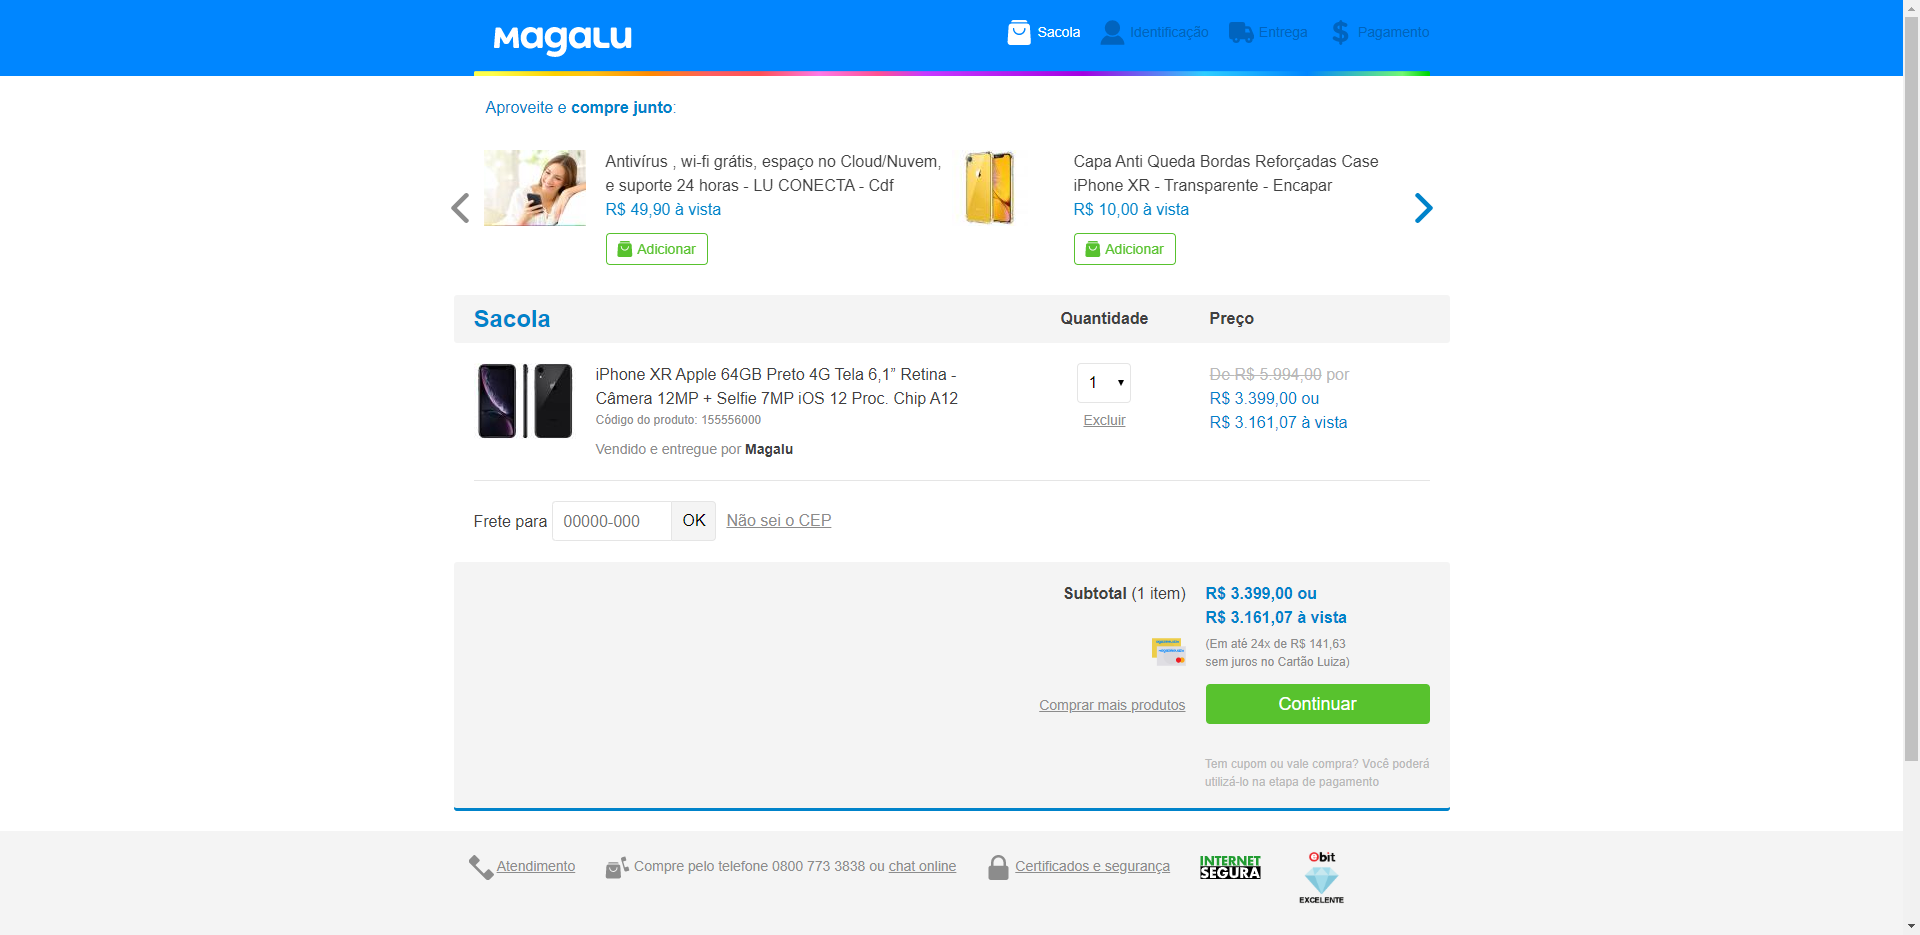 Magalu
Sacola
Identificação
Entrega
Pagamento
Aproveite e compre junto:
Antivírus , wi-fi grátis, espaço no Cloud/Nuvem,
e suporte 24 horas - LU CONECTA - Cdf
R$ 49,90 à vista
Adicionar
Capa Anti Queda Bordas Reforçadas Case
iPhone XR - Transparente - Encapar
R$ 10,00 à vista
Adicionar
Sacola
Quantidade
Preço
iPhone XR Apple 64GB Preto 4G Tela 6,1” Retina -
Câmera 12MP + Selfie 7MP iOS 12 Proc. Chip A12
Código do produto: 155556000
Vendido e entregue por Magalu
1
Excluir
De R$ 5.994,00 por
R$ 3.399,00 ou
R$ 3.161,07 à vista
Frete para
00000-000
OK
Não sei o CEP
Subtotal (1 item)
R$ 3.399,00 ou
R$ 3.161,07 à vista
(Em até 24x de R$ 141,63
sem juros no Cartão Luiza)
Comprar mais produtos
Continuar
Tem cupom ou vale compra? Você poderá
utilizá-lo na etapa de pagamento
Atendimento
Compre pelo telefone 0800 773 3838 ou chat online
Certificados e segurança
INTERNET
SEGURA
ebit
EXCELENTE